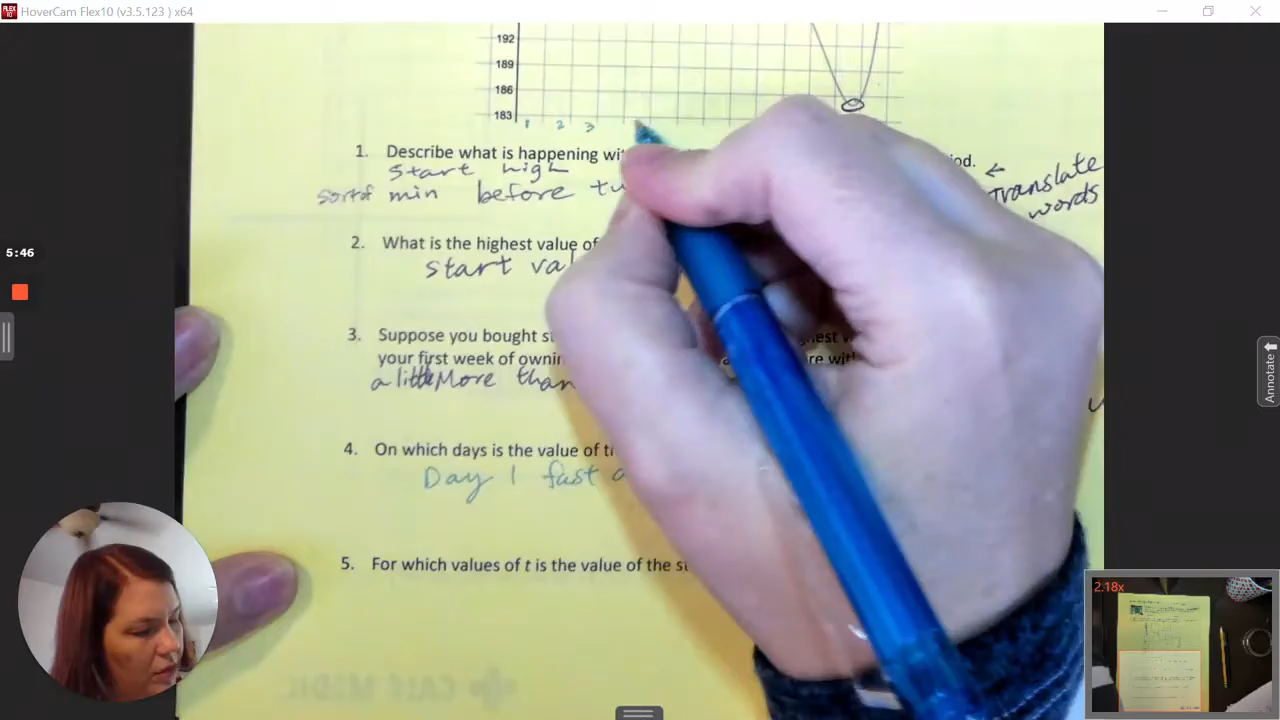 HoverCam Flex10 (v3.5.123 ) x64
192
189
186
183
1 2 3
1. Describe what is happening wit od.
start high
sort of min before tu
← translate words
2. What is the highest value of
start val
3. Suppose you bought st hest v
your first week of ownin re with
a little More than
4. On which days is the value of t
Day 1 fast
5. For which values of t is the value of the st
5:46
Annotate
2.18x